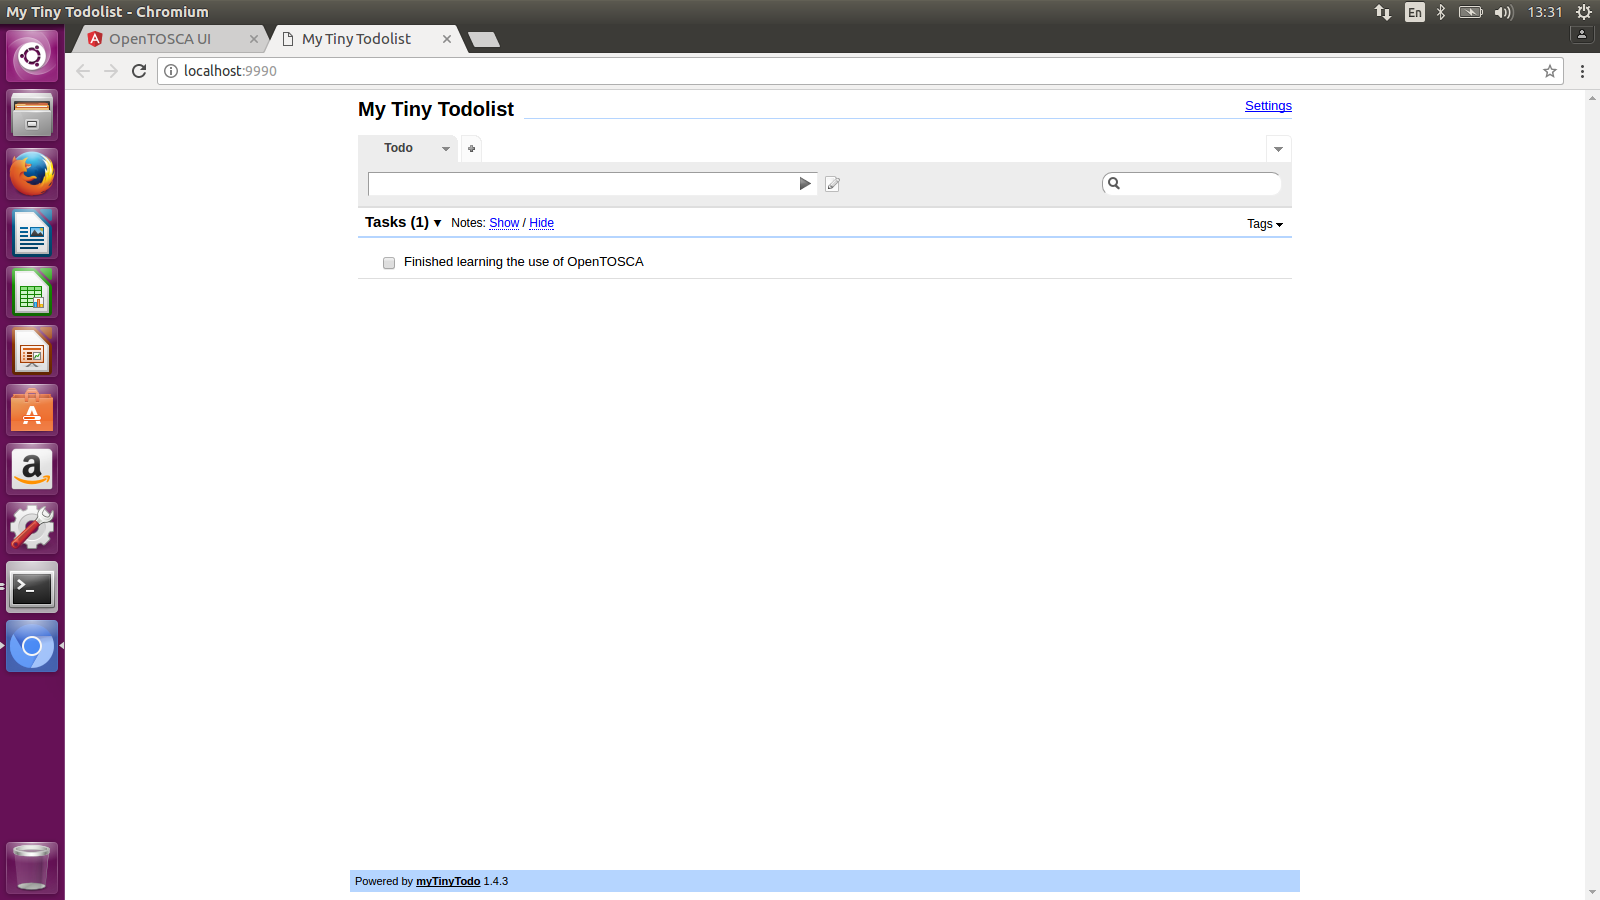 My Tiny Todolist - Chromium
En
13:31
OpenTOSCA UI
My Tiny Todolist
localhost:9990
My Tiny Todolist
Settings
Todo
Tasks (1) Notes: Show / Hide
Tags
Finished learning the use of OpenTOSCA
Powered by myTinyTodo 1.4.3